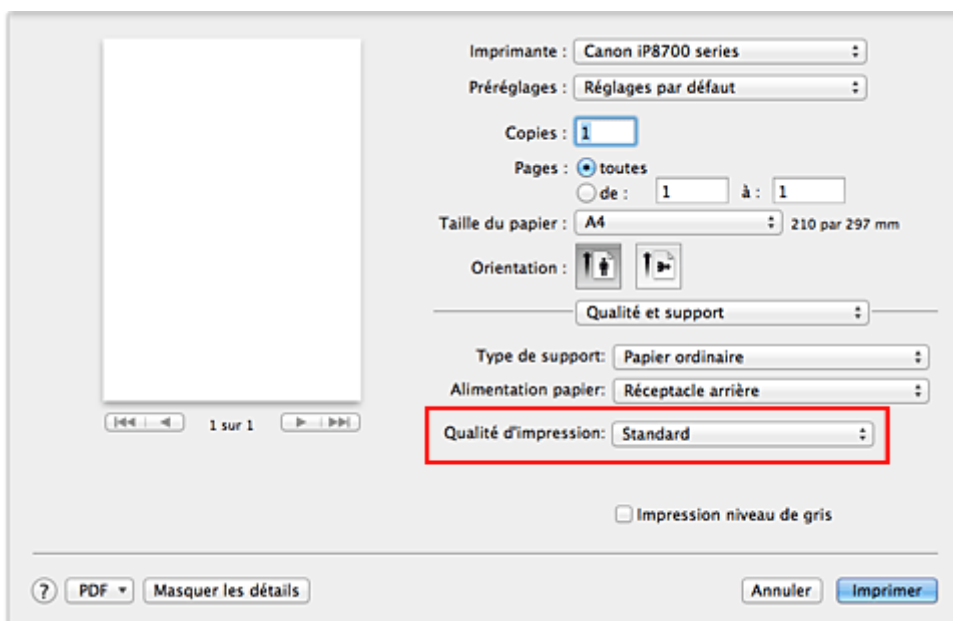 Imprimante : Canon iP8700 series
Préréglages : Réglages par défaut
Copies : 1
Pages : toutes
de : 1 à : 1
Taille du papier : A4 210 par 297 mm
Orientation :
Qualité et support
Type de support: Papier ordinaire
Alimentation papier: Réceptacle arrière
1 sur 1
Qualité d'impression: Standard
Impression niveau de gris
? PDF Masquer les détails Annuler Imprimer